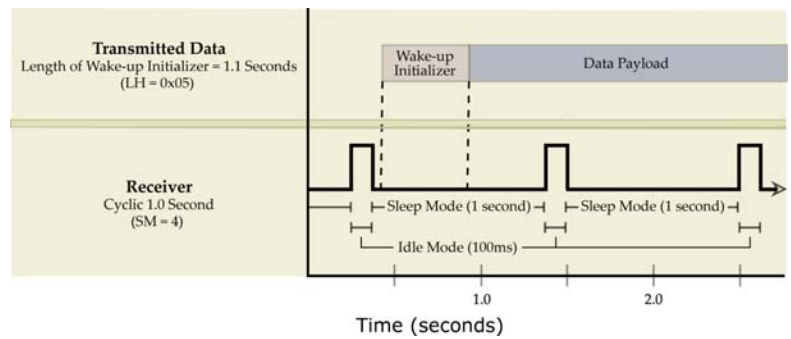 Transmitted Data
Length of Wake-up Initializer = 1.1 Seconds
(LH = 0x05)
Wake-up
Initializer
Data Payload
Receiver
Cyclic 1.0 Second
(SM = 4)
Sleep Mode (1 second)
Sleep Mode (1 second)
Idle Mode (100ms)
1.0
2.0
Time (seconds)